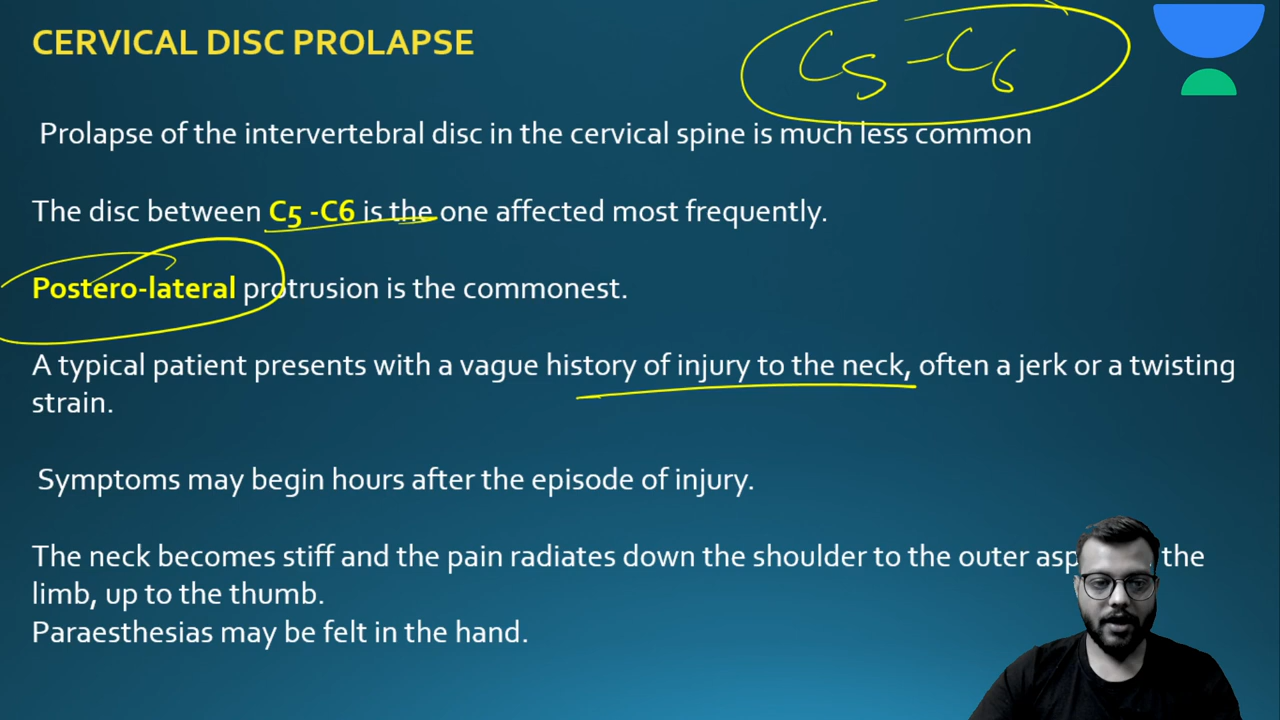 CERVICAL DISC PROLAPSE
C5-C6
Prolapse of the intervertebral disc in the cervical spine is much less common
The disc between C5 -C6 is the one affected most frequently.
Postero-lateral protrusion is the commonest.
A typical patient presents with a vague history of injury to the neck, often a jerk or a twisting
strain.
Symptoms may begin hours after the episode of injury.
The neck becomes stiff and the pain radiates down the shoulder to the outer the
limb, up to the thumb.
Paraesthesias may be felt in the hand.